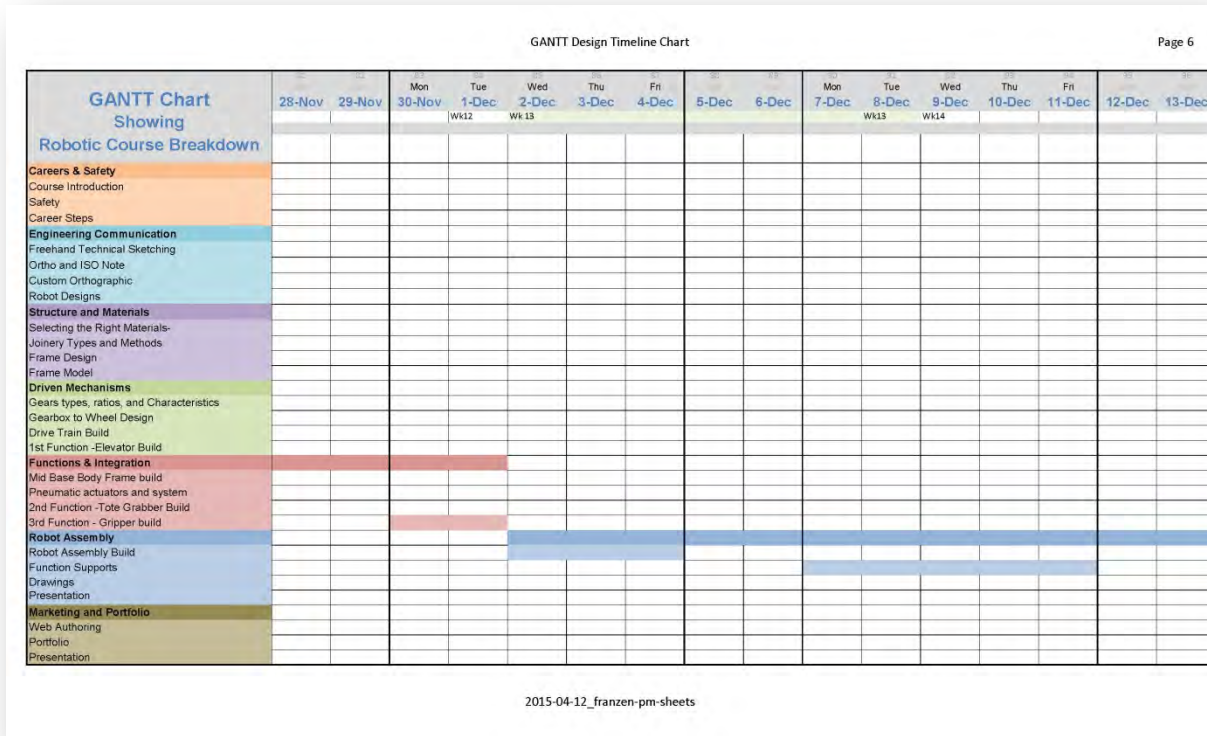 GANTT Design Timeline Chart Page 6
GANTT Chart
Showing
Robotic Course Breakdown
Mon Tue Wed Thu Fri Mon Tue Wed Thu Fri
28-Nov 29-Nov 30-Nov 1-Dec 2-Dec 3-Dec 4-Dec 5-Dec 6-Dec 7-Dec 8-Dec 9-Dec 10-Dec 11-Dec 12-Dec 13-Dec
Wk12 Wk 13 Wk13 Wk14
Careers & Safety
Course Introduction
Safety
Career Steps
Engineering Communication
Freehand Technical Sketching
Ortho and ISO Note
Custom Orthographic
Robot Designs
Structure and Materials
Selecting the Right Materials-
Joinery Types and Methods
Frame Design
Frame Model
Driven Mechanisms
Gears types, ratios, and Characteristics
Gearbox to Wheel Design
Drive Train Build
1st Function -Elevator Build
Functions & Integration
Mid Base Body Frame build
Pneumatic actuators and system
2nd Function -Tote Grabber Build
3rd Function - Gripper build
Robot Assembly
Robot Assembly Build
Function Supports
Drawings
Presentation
Marketing and Portfolio
Web Authoring
Portfolio
Presentation
2015-04-12_franzen-pm-sheets